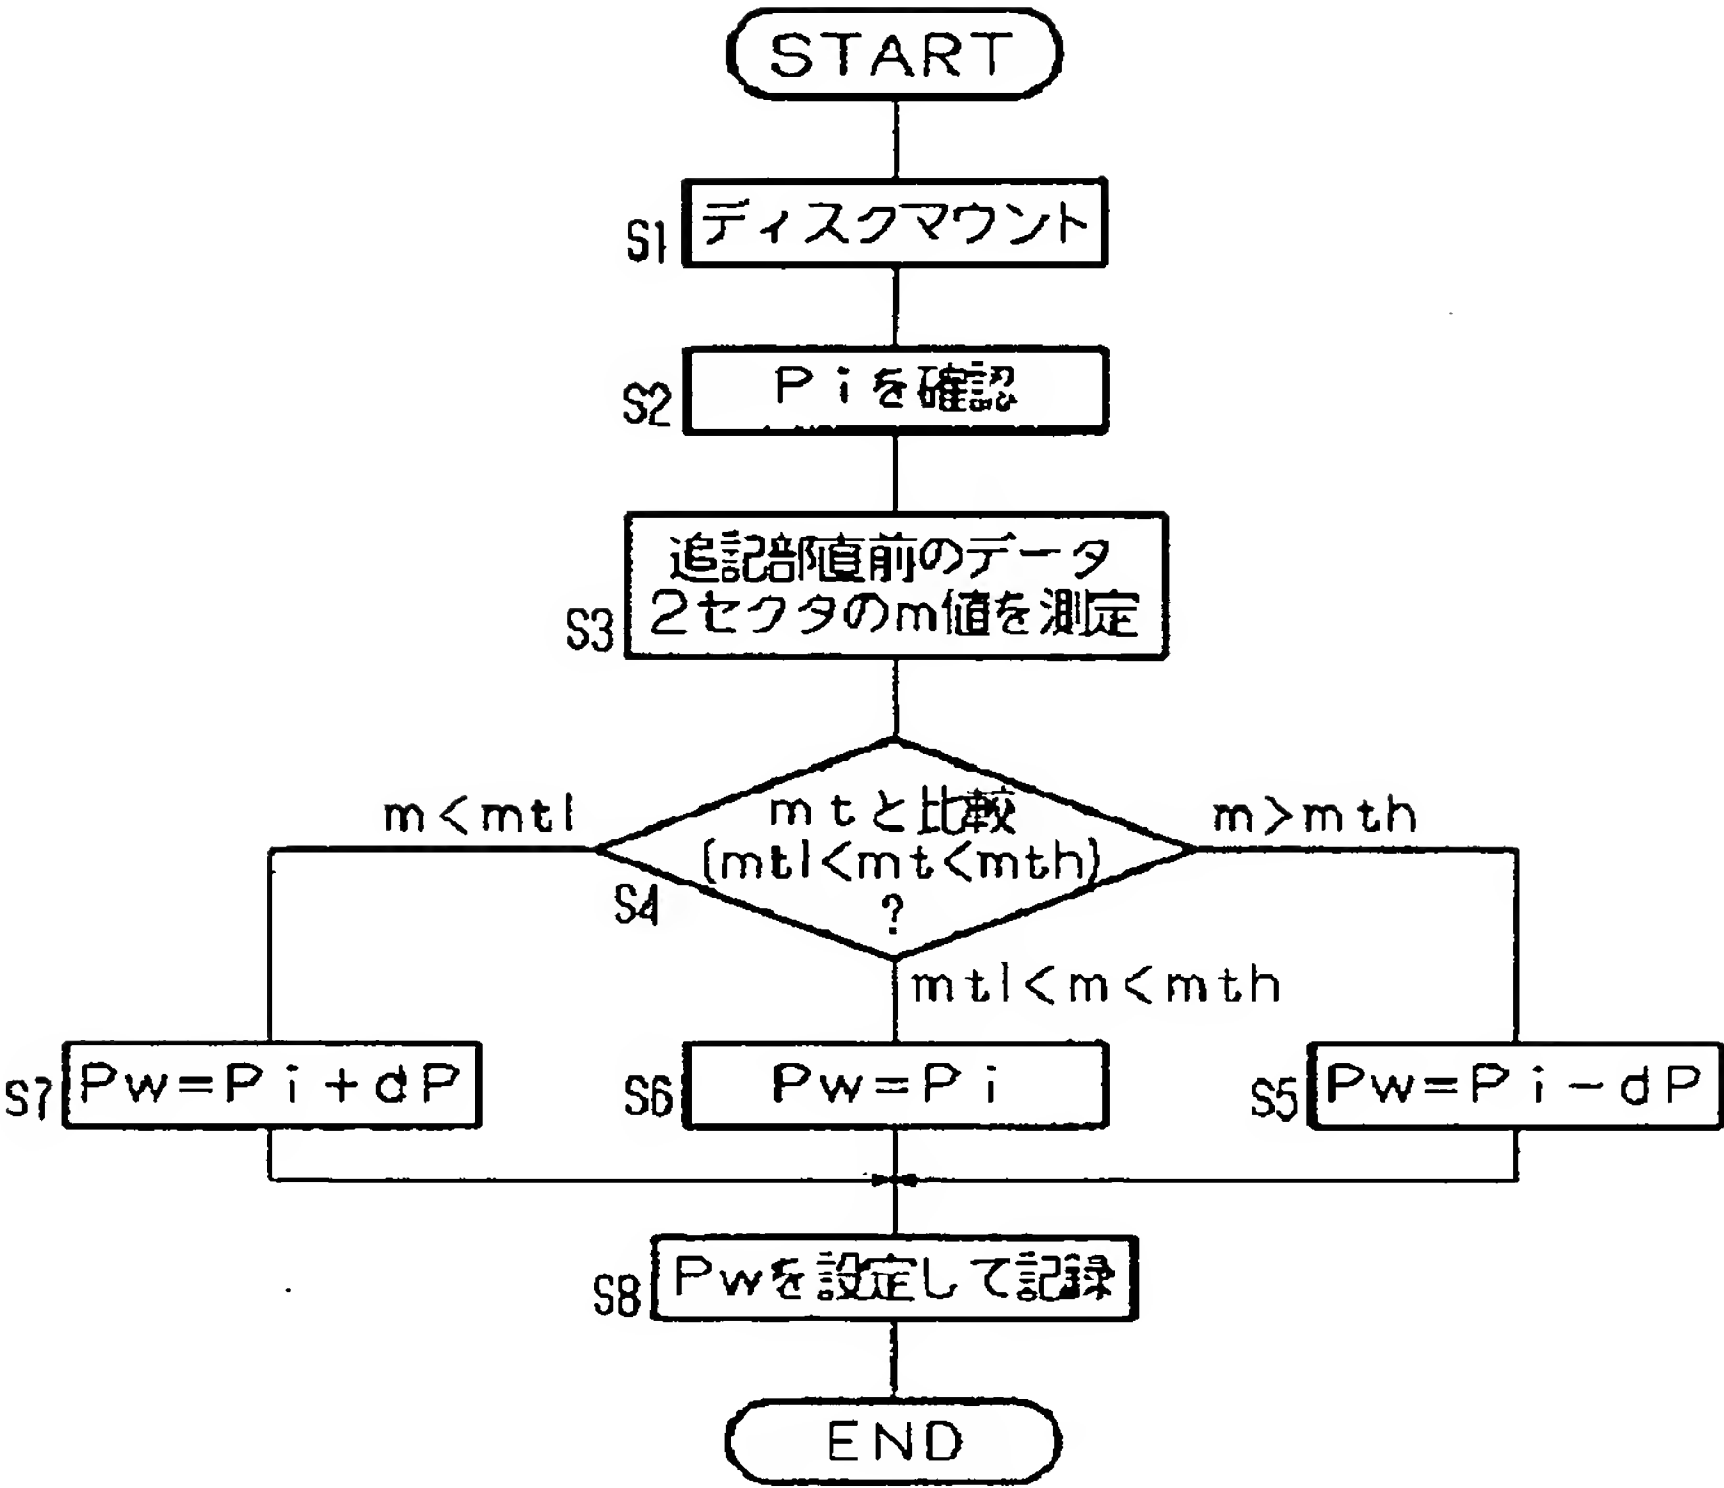 START
S1
ディスクマウント
S2
Piを確認
S3
追記部直前のデータ
2セクタのm値を測定
m<mtl
mtと比較
(mtl<mt<mth)
?
m>mth
S4
mtl<m<mth
S7
Pw=Pi+dP
S6
Pw=Pi
S5
Pw=Pi-dP
S8
Pwを設定して記録
END